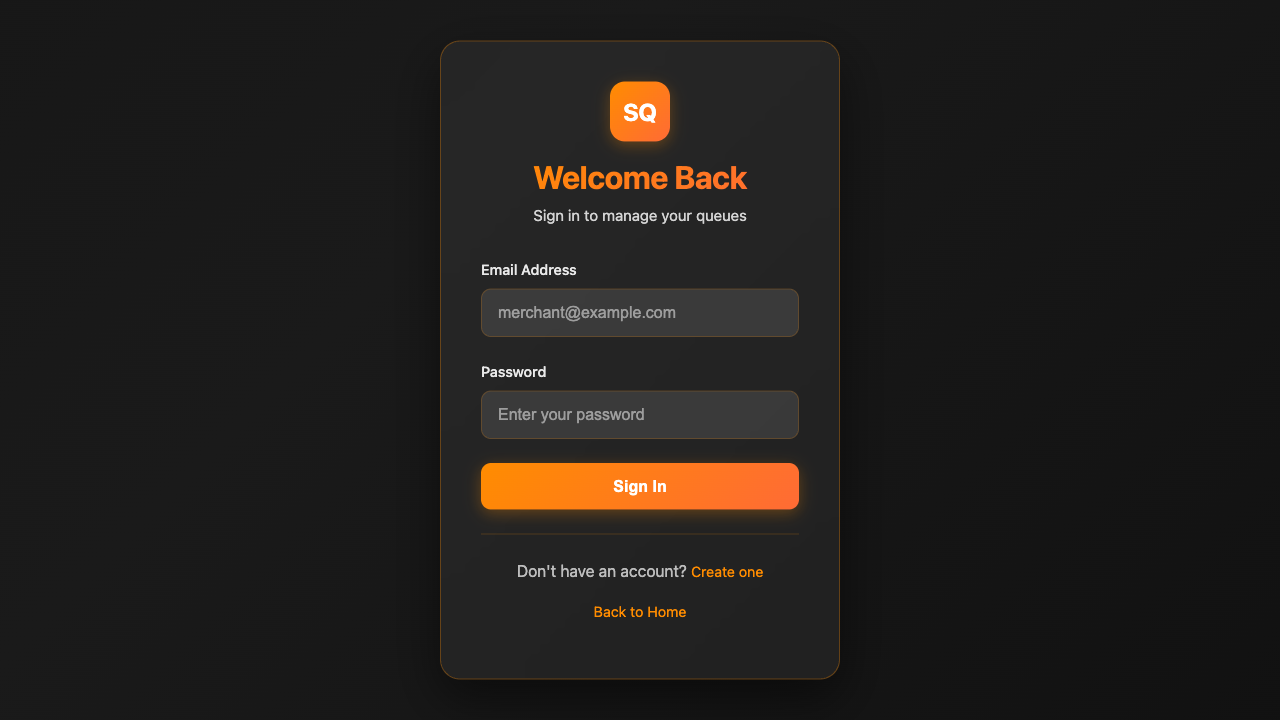 SQ
Welcome Back
Sign in to manage your queues
Email Address
merchant@example.com
Password
Enter your password
Sign In
Don't have an account? Create one
Back to Home